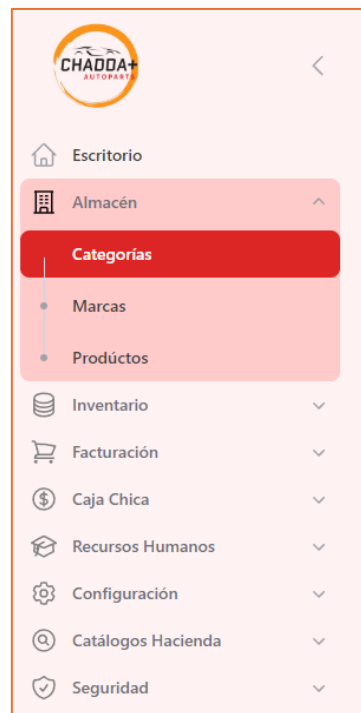 CHADDA+
AUTOPARTS
Escritorio
Almacén
Categorías
Marcas
Prodúctos
Inventario
Facturación
Caja Chica
Recursos Humanos
Configuración
Catálogos Hacienda
Seguridad